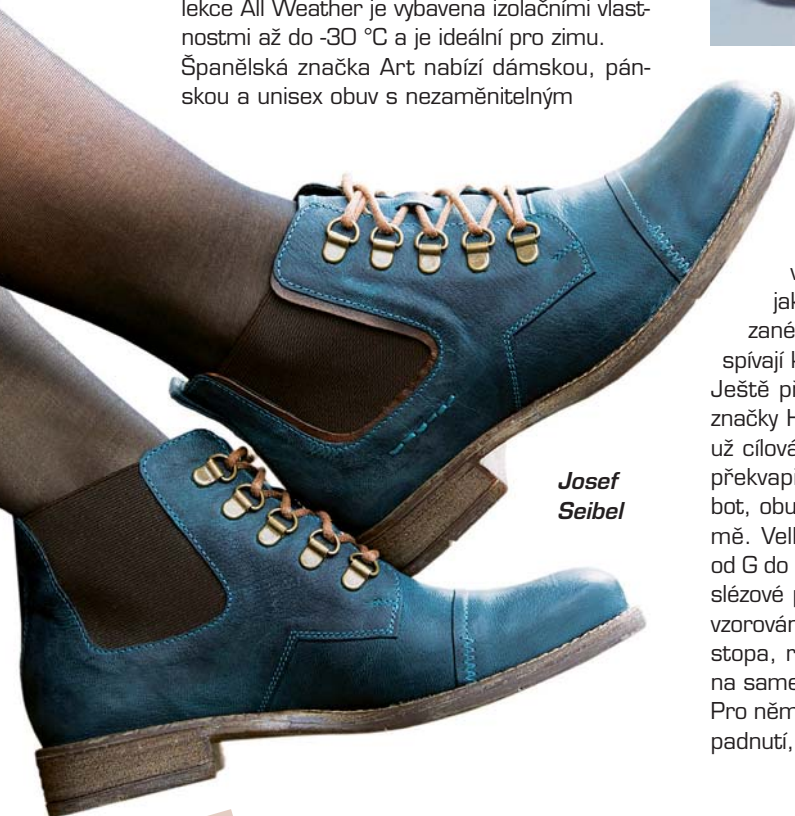 lekce All Weather je vybavena izolačními vlast-
nostmi až do -30 °C a je ideální pro zimu.
Španělská značka Art nabízí dámskou, pán-
skou a unisex obuv s nezaměnitelným
Josef
Seibel
jak
zané
spívají
Ještě
značky
už cílová
překvapi
bot, obu
mě. Vel
od G do
slézové
vzorován
stopa,
na same
Pro něm
padnutí,